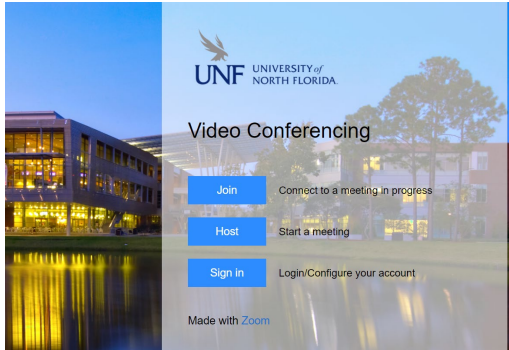 UNF UNIVERSITY of
NORTH FLORIDA.
Video Conferencing
Join Connect to a meeting in progress
Host Start a meeting
Sign in Login/Configure your account
Made with Zoom